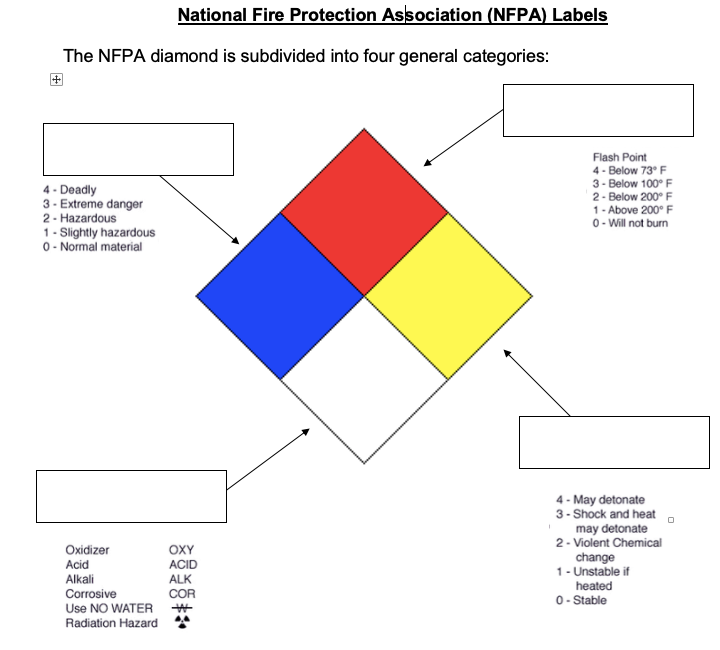 National Fire Protection Association (NFPA) Labels
The NFPA diamond is subdivided into four general categories:
4 - Deadly
3 - Extreme danger
2 - Hazardous
1 - Slightly hazardous
0 - Normal material
Flash Point
4 - Below 73° F
3 - Below 100° F
2 - Below 200° F
1 - Above 200° F
0 - Will not burn
Oxidizer OXY
Acid ACID
Alkali ALK
Corrosive COR
Use NO WATER W
Radiation Hazard
4 - May detonate
3 - Shock and heat
may detonate
2 - Violent Chemical
change
1 - Unstable if
heated
0 - Stable